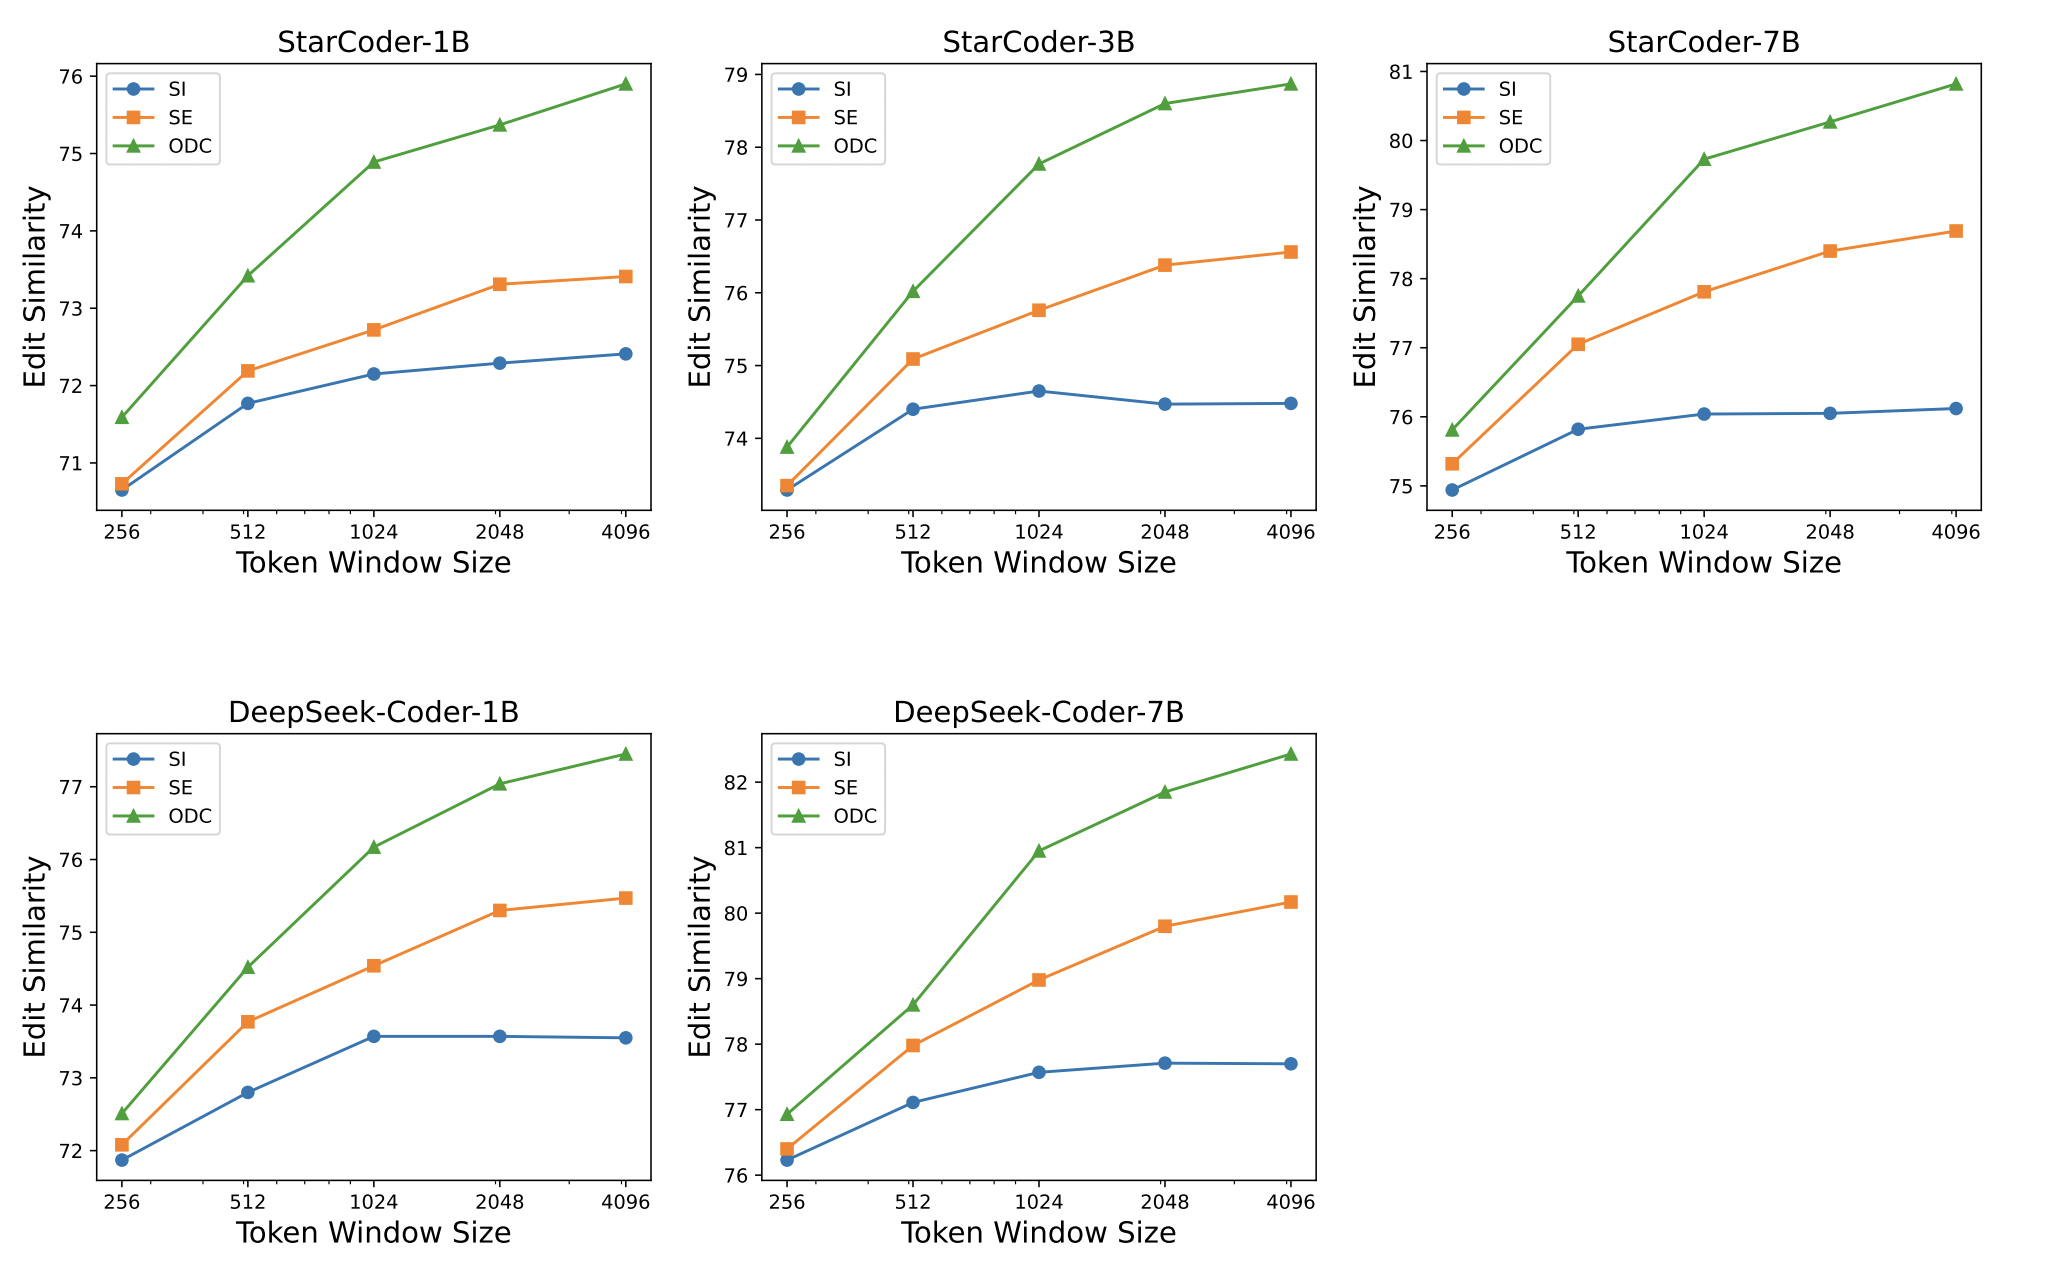 StarCoder-1B
SI
SE
ODC
76
75
74
73
72
71
Edit Similarity
256 512 1024 2048 4096
Token Window Size
StarCoder-3B
SI
SE
ODC
79
78
77
76
75
74
Edit Similarity
256 512 1024 2048 4096
Token Window Size
StarCoder-7B
SI
SE
ODC
81
80
79
78
77
76
75
Edit Similarity
256 512 1024 2048 4096
Token Window Size
DeepSeek-Coder-1B
SI
SE
ODC
77
76
75
74
73
72
Edit Similarity
256 512 1024 2048 4096
Token Window Size
DeepSeek-Coder-7B
SI
SE
ODC
82
81
80
79
78
77
76
Edit Similarity
256 512 1024 2048 4096
Token Window Size